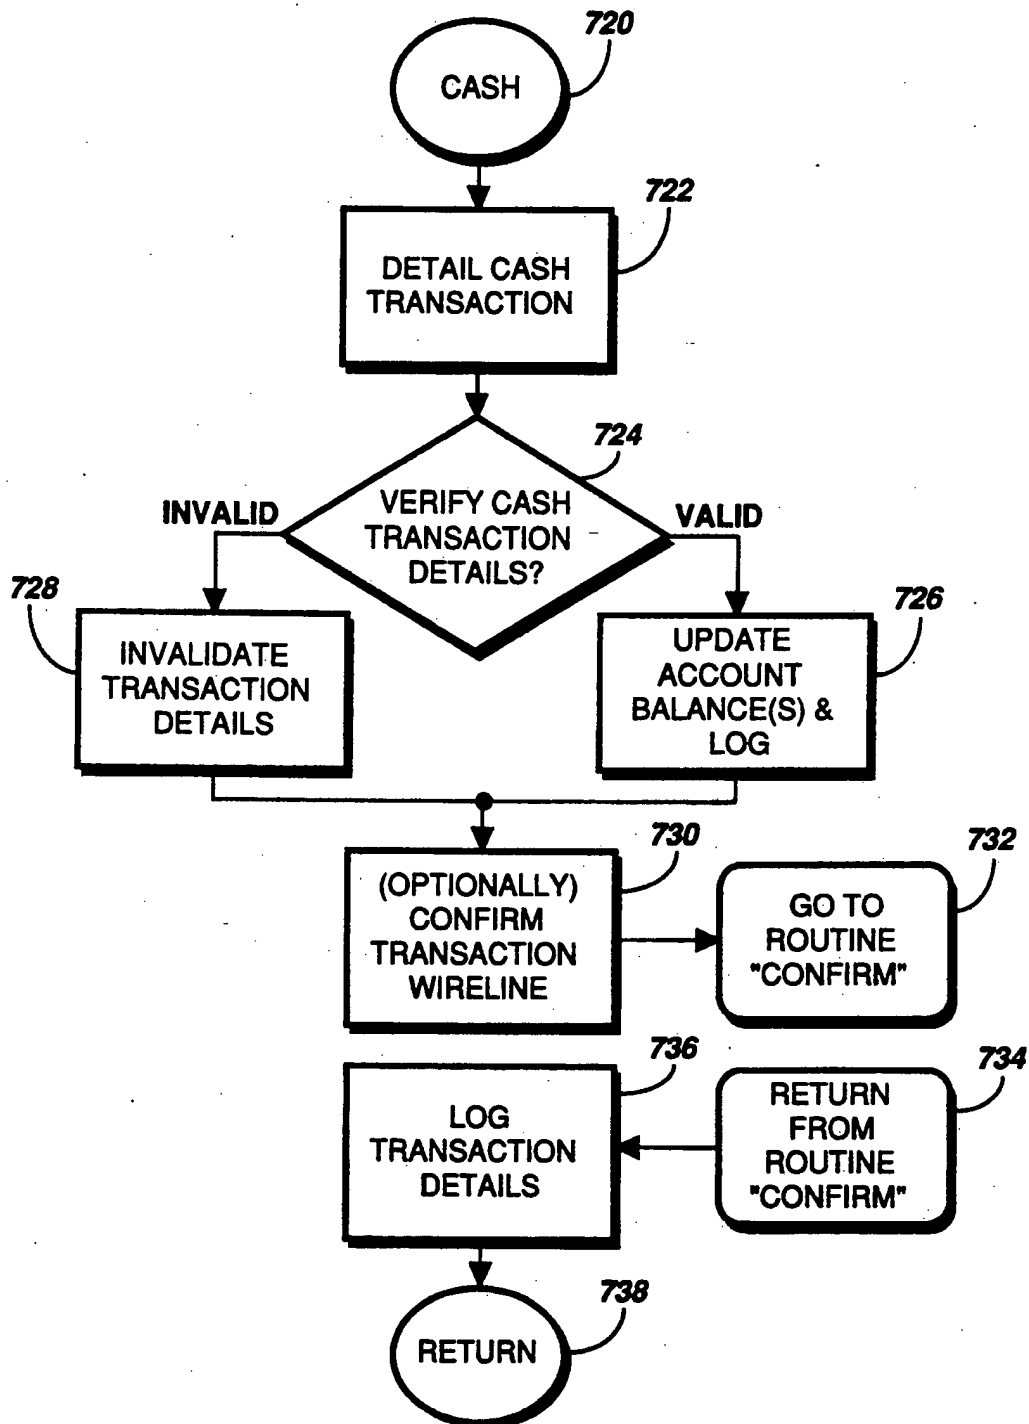 720
CASH
722
DETAIL CASH
TRANSACTION
724
VERIFY CASH
TRANSACTION
DETAILS?
INVALID
VALID
728
INVALIDATE
TRANSACTION
DETAILS
726
UPDATE
ACCOUNT
BALANCE(S) &
LOG
730
(OPTIONALLY)
CONFIRM
TRANSACTION
WIRELINE
732
GO TO
ROUTINE
"CONFIRM"
736
LOG
TRANSACTION
DETAILS
734
RETURN
FROM
ROUTINE
"CONFIRM"
738
RETURN